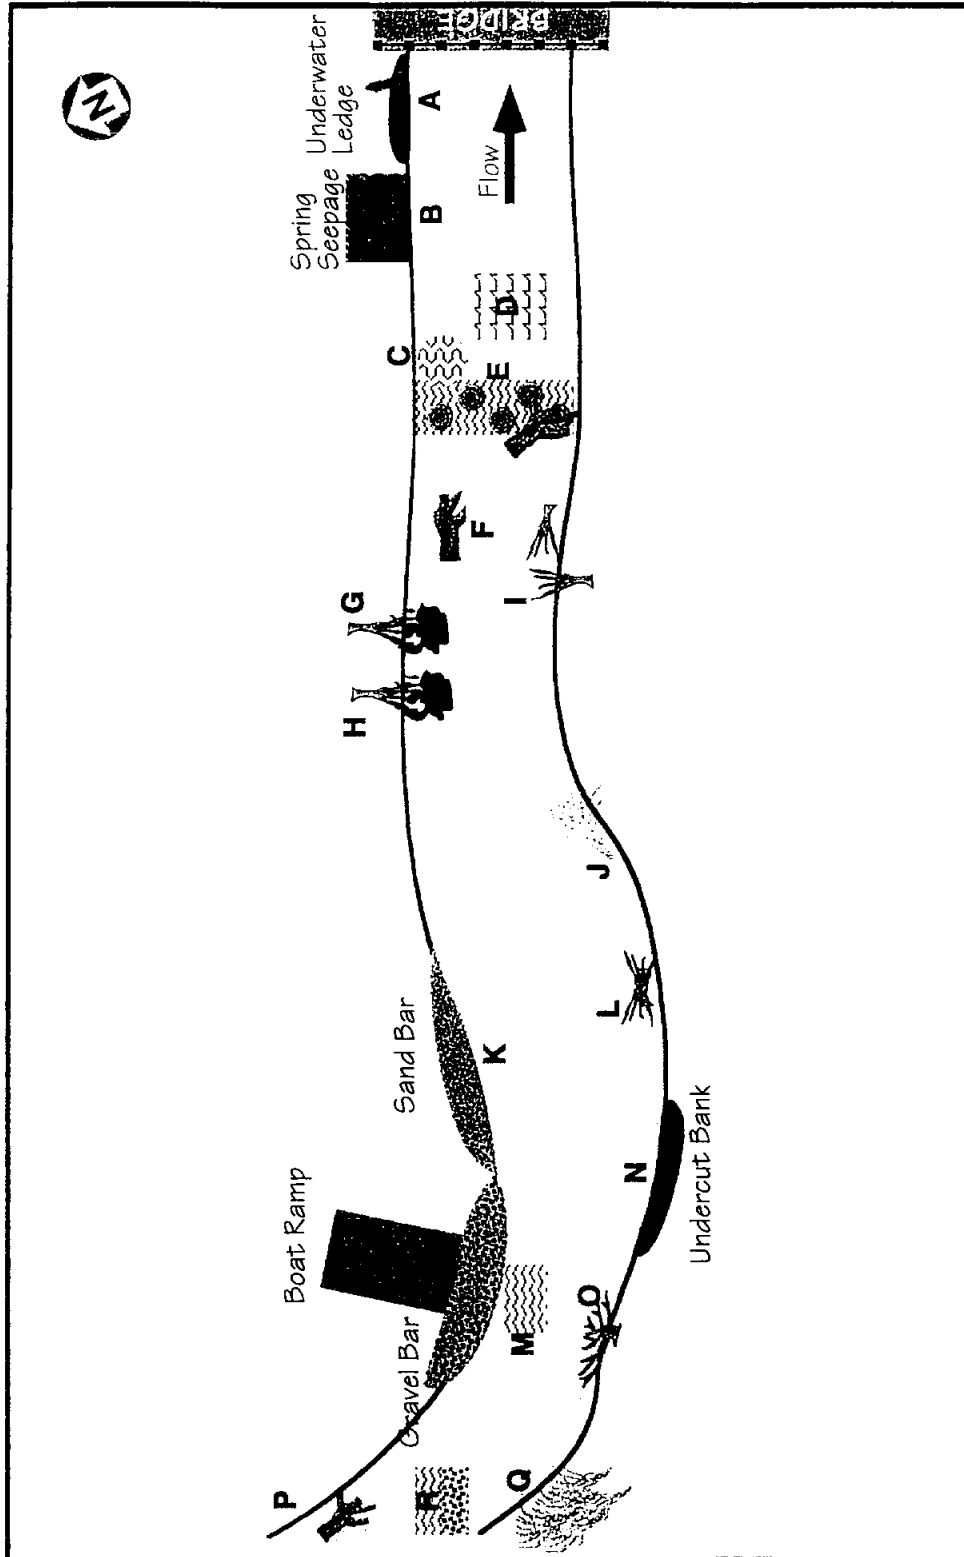 N
BRIDGE
Underwater
Ledge
A
Spring
Seepage
B
Flow
C
D
E
F
G
H
I
J
Sand Bar
K
L
Boat Ramp
Gravel Bar
M
N
Undercut Bank
O
P
Q
R